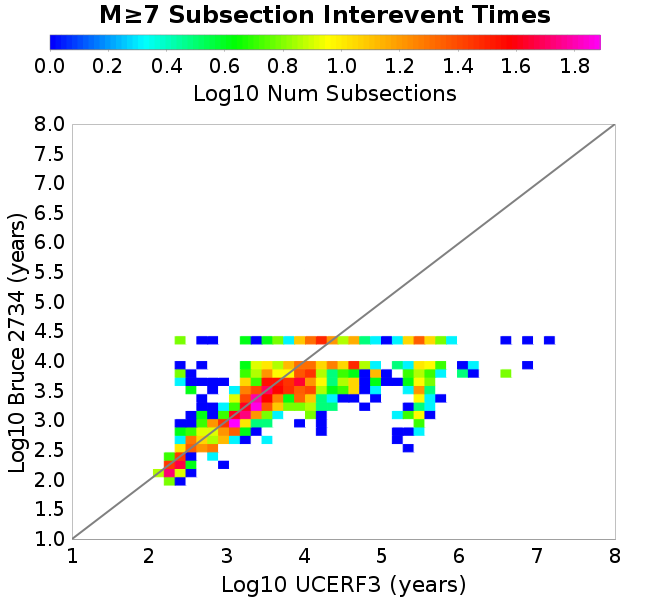 M≥7 Subsection Interevent Times
0.0 0.2 0.4 0.6 0.8 1.0 1.2 1.4 1.6 1.8
Log10 Num Subsections
8.0
7.5
7.0
6.5
6.0
5.5
5.0
4.5
4.0
3.5
3.0
2.5
2.0
1.5
1.0
Log10 Bruce 2734 (years)
1 2 3 4 5 6 7 8
Log10 UCERF3 (years)